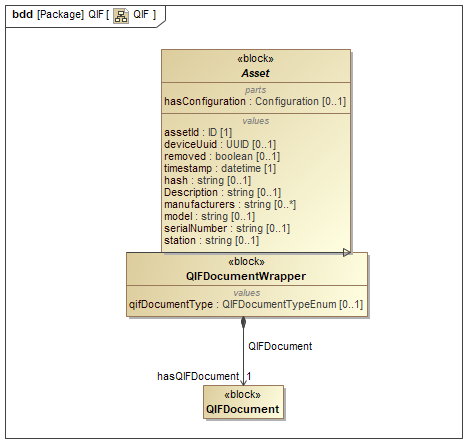 bdd [Package] QIF [ QIF ]
«block»
Asset
parts
hasConfiguration : Configuration [0..1]
values
assetId : ID [1]
deviceUuid : UUID [0..1]
removed : boolean [0..1]
timestamp : datetime [1]
hash : string [0..1]
Description : string [0..1]
manufacturers : string [0..*]
model : string [0..1]
serialNumber : string [0..1]
station : string [0..1]
«block»
QIFDocumentWrapper
values
qifDocumentType : QIFDocumentTypeEnum [0..1]
QIFDocument
hasQIFDocument 1
«block»
QIFDocument